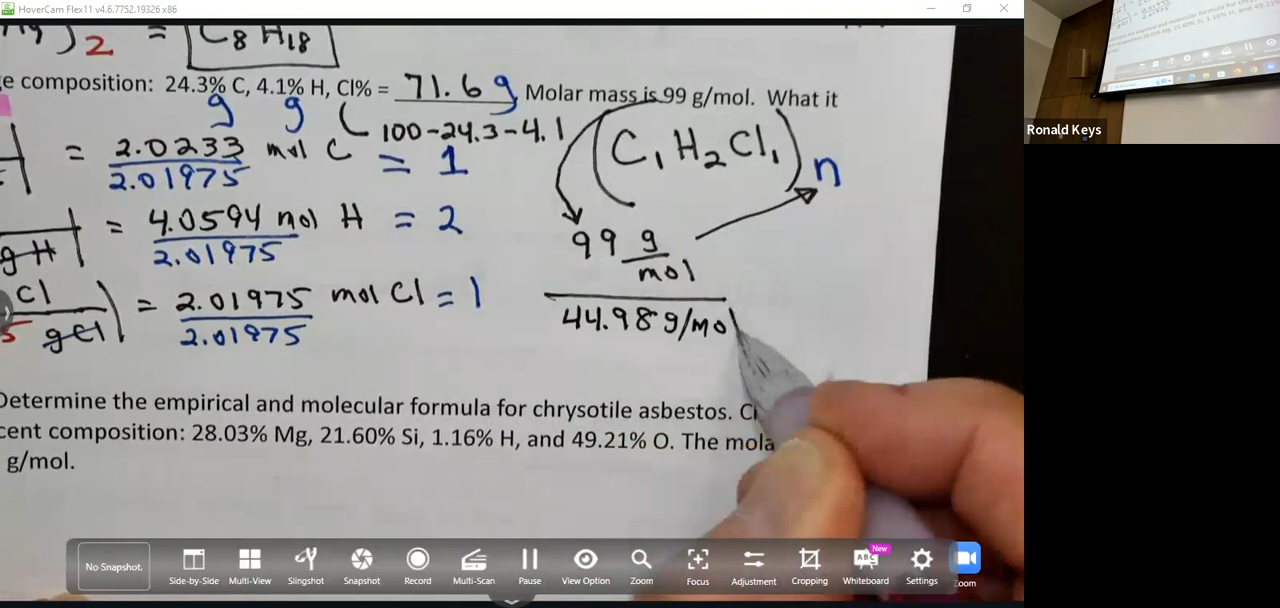 HoverCam Flex11 v4.6.7752.19326 x86
)2 = C8H18
composition: 24.3% C, 4.1% H, Cl% = 71.6 g Molar mass is 99 g/mol. What it
g g 100-24.3-4.1
= 2.0233 mol C = 1
2.01975
(C1H2Cl1)n
= 4.0594 mol H = 2
2.01975
gH
99 g
mol
Cl
gCl = 2.01975 mol Cl = 1
2.01975
44.98 g/mol
Determine the empirical and molecular formula for chrysotile asbestos.
cent composition: 28.03% Mg, 21.60% Si, 1.16% H, and 49.21% O. The mola
g/mol.
Ronald Keys
No Snapshot.
Side-by-Side
Multi-View
Slingshot
Snapshot
Record
Multi-Scan
Pause
View Option
Zoom
Focus
Adjustment
Cropping
New
ABC
Whiteboard
Settings
Zoom